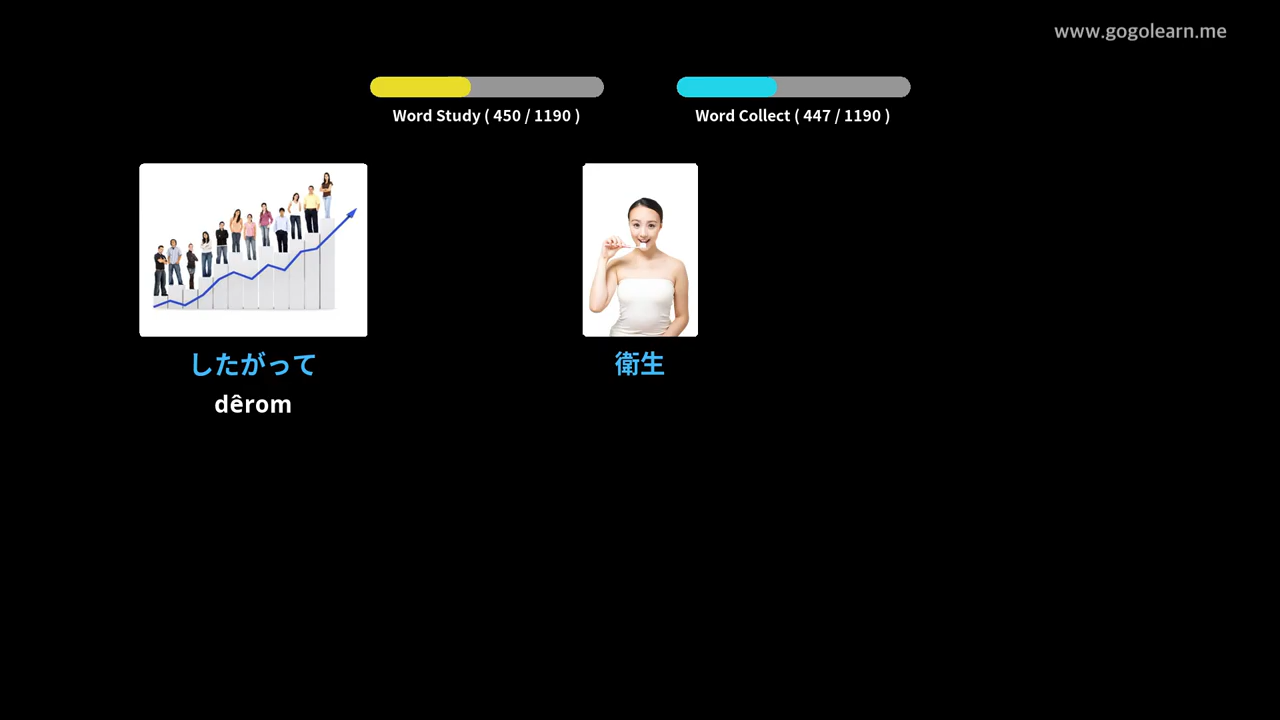 www.gogolearn.me
Word Study ( 450 / 1190 )
Word Collect ( 447 / 1190 )
したがって
dêrom
衛生